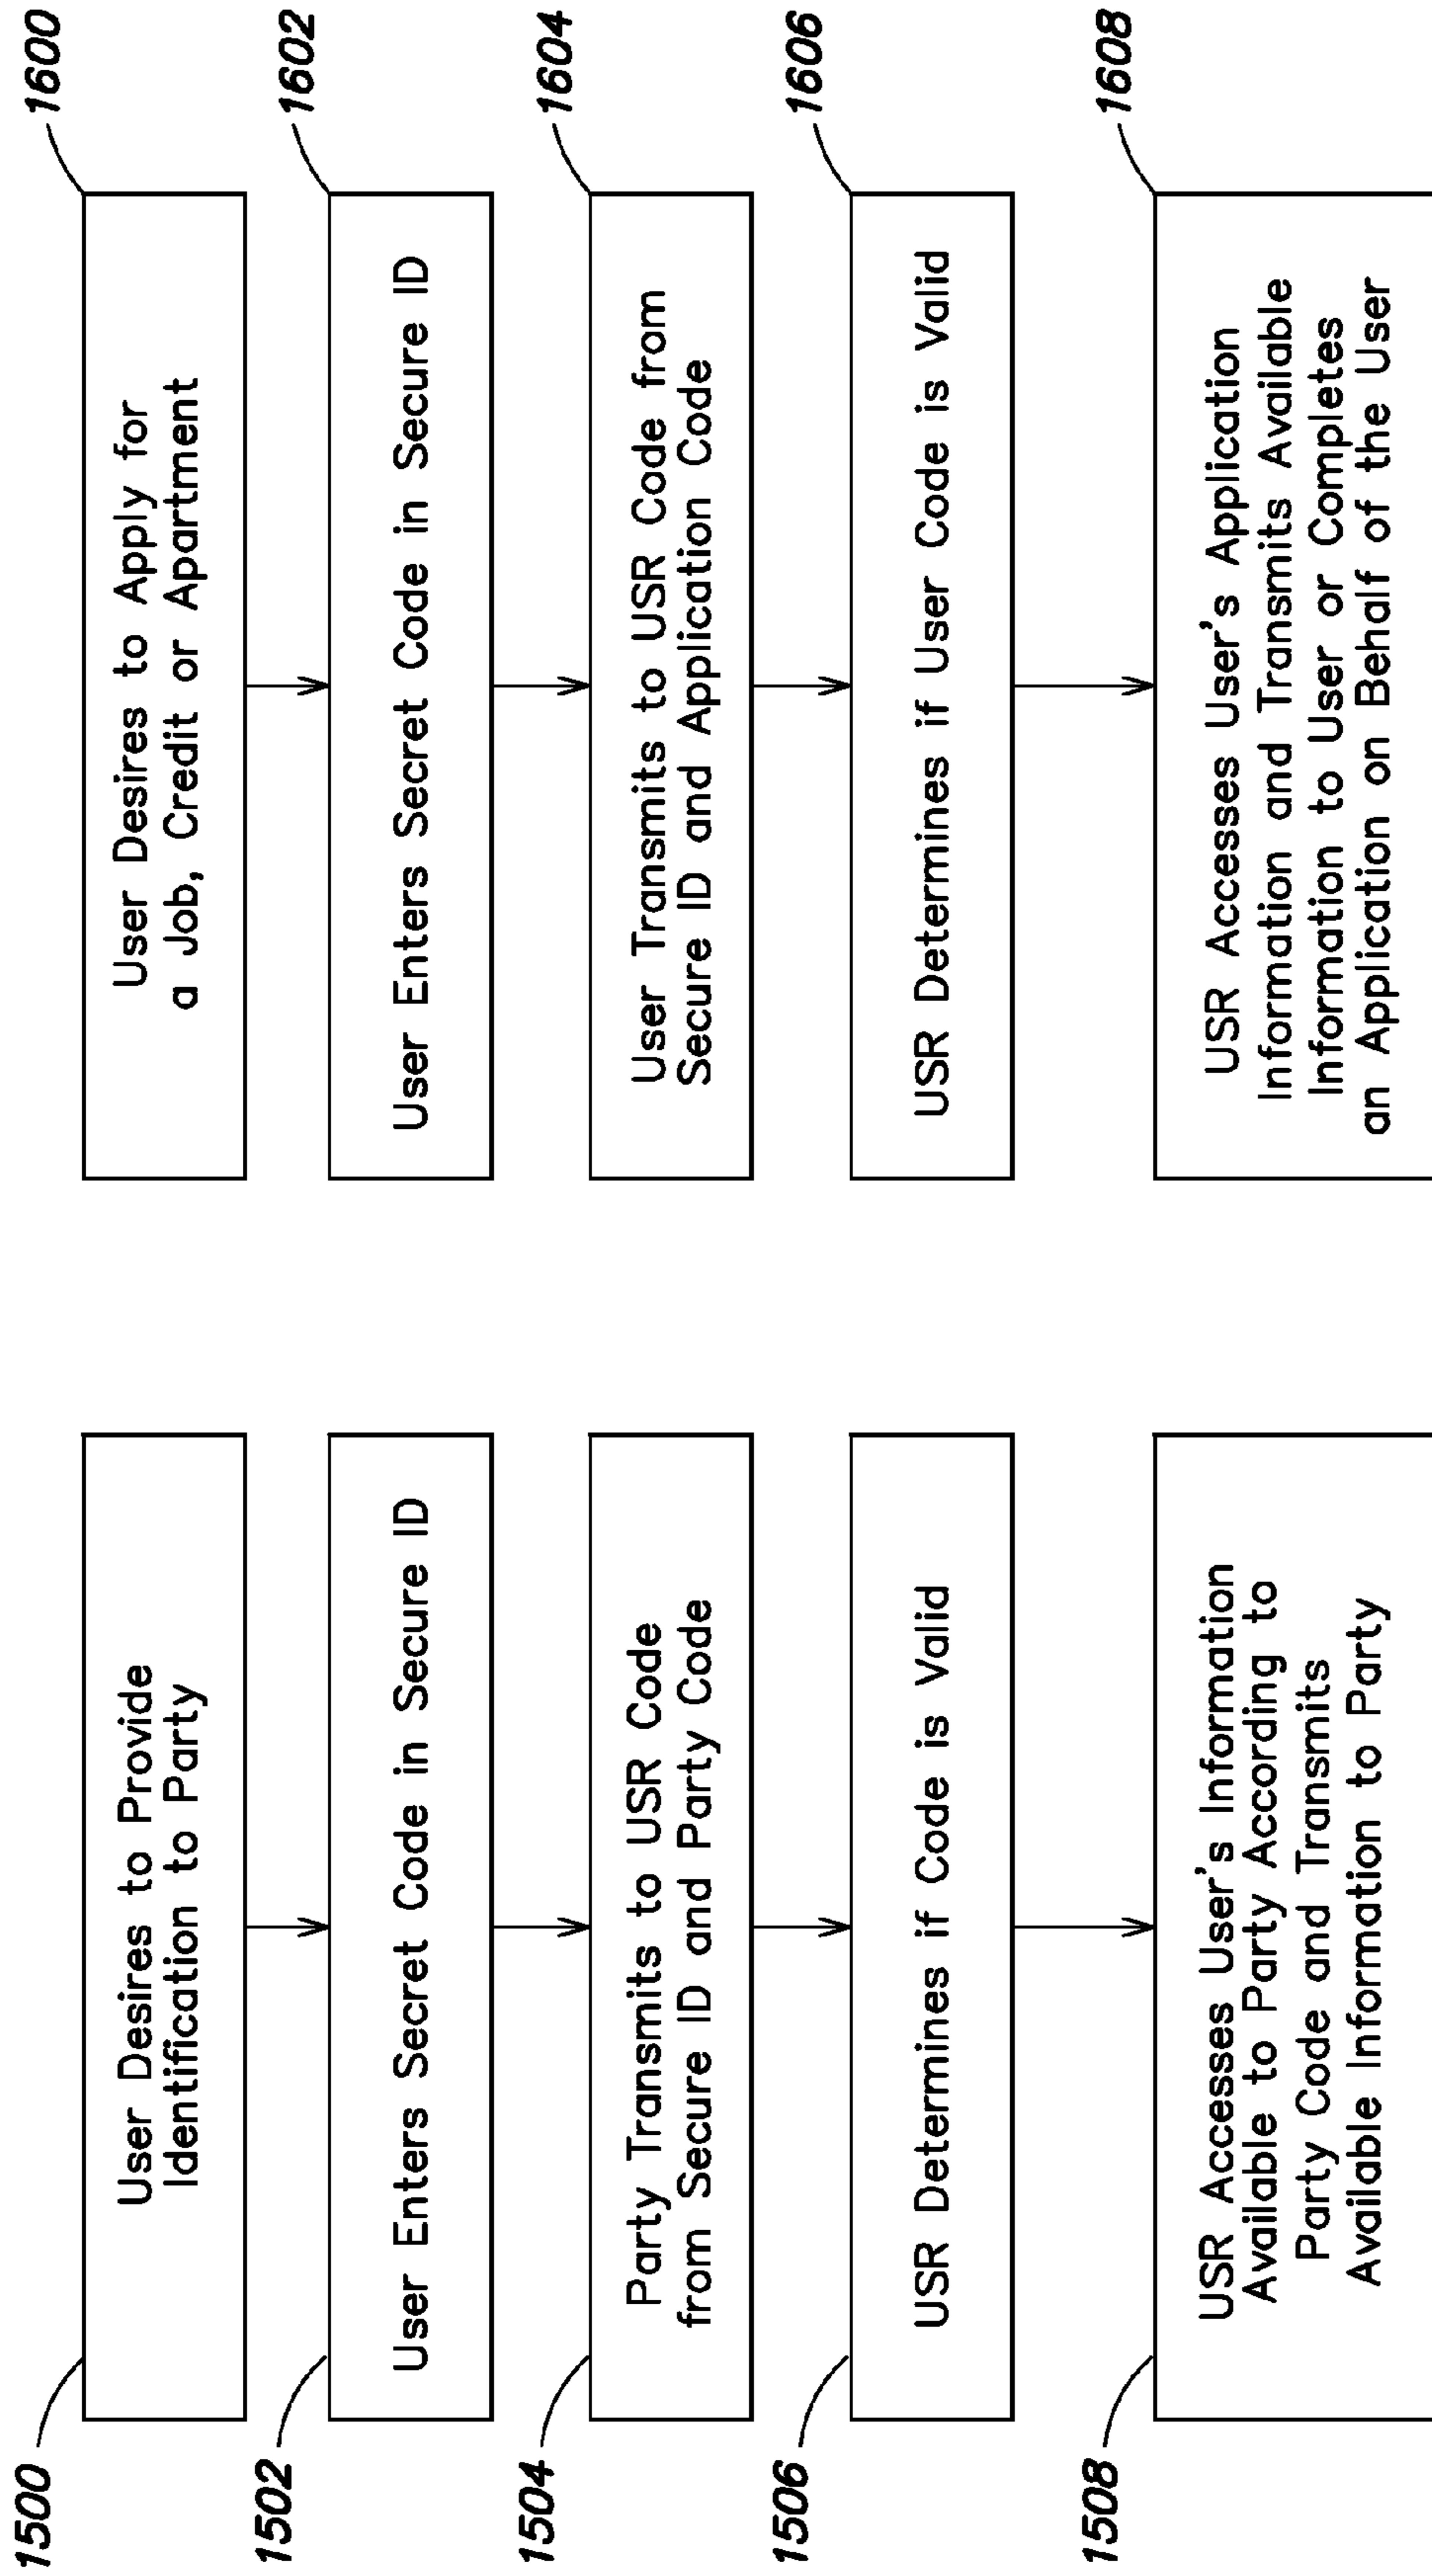 1500
User Desires to Provide
Identification to Party
1502
User Enters Secret Code in Secure ID
1504
Party Transmits to USR Code
from Secure ID and Party Code
1506
USR Determines if Code is Valid
1508
USR Accesses User's Information
Available to Party According to
Party Code and Transmits
Available Information to Party
1600
User Desires to Apply for
a Job, Credit or Apartment
1602
User Enters Secret Code in Secure ID
1604
User Transmits to USR Code from
Secure ID and Application Code
1606
USR Determines if User Code is Valid
1608
USR Accesses User's Application
Information and Transmits Available
Information to User or Completes
an Application on Behalf of the User